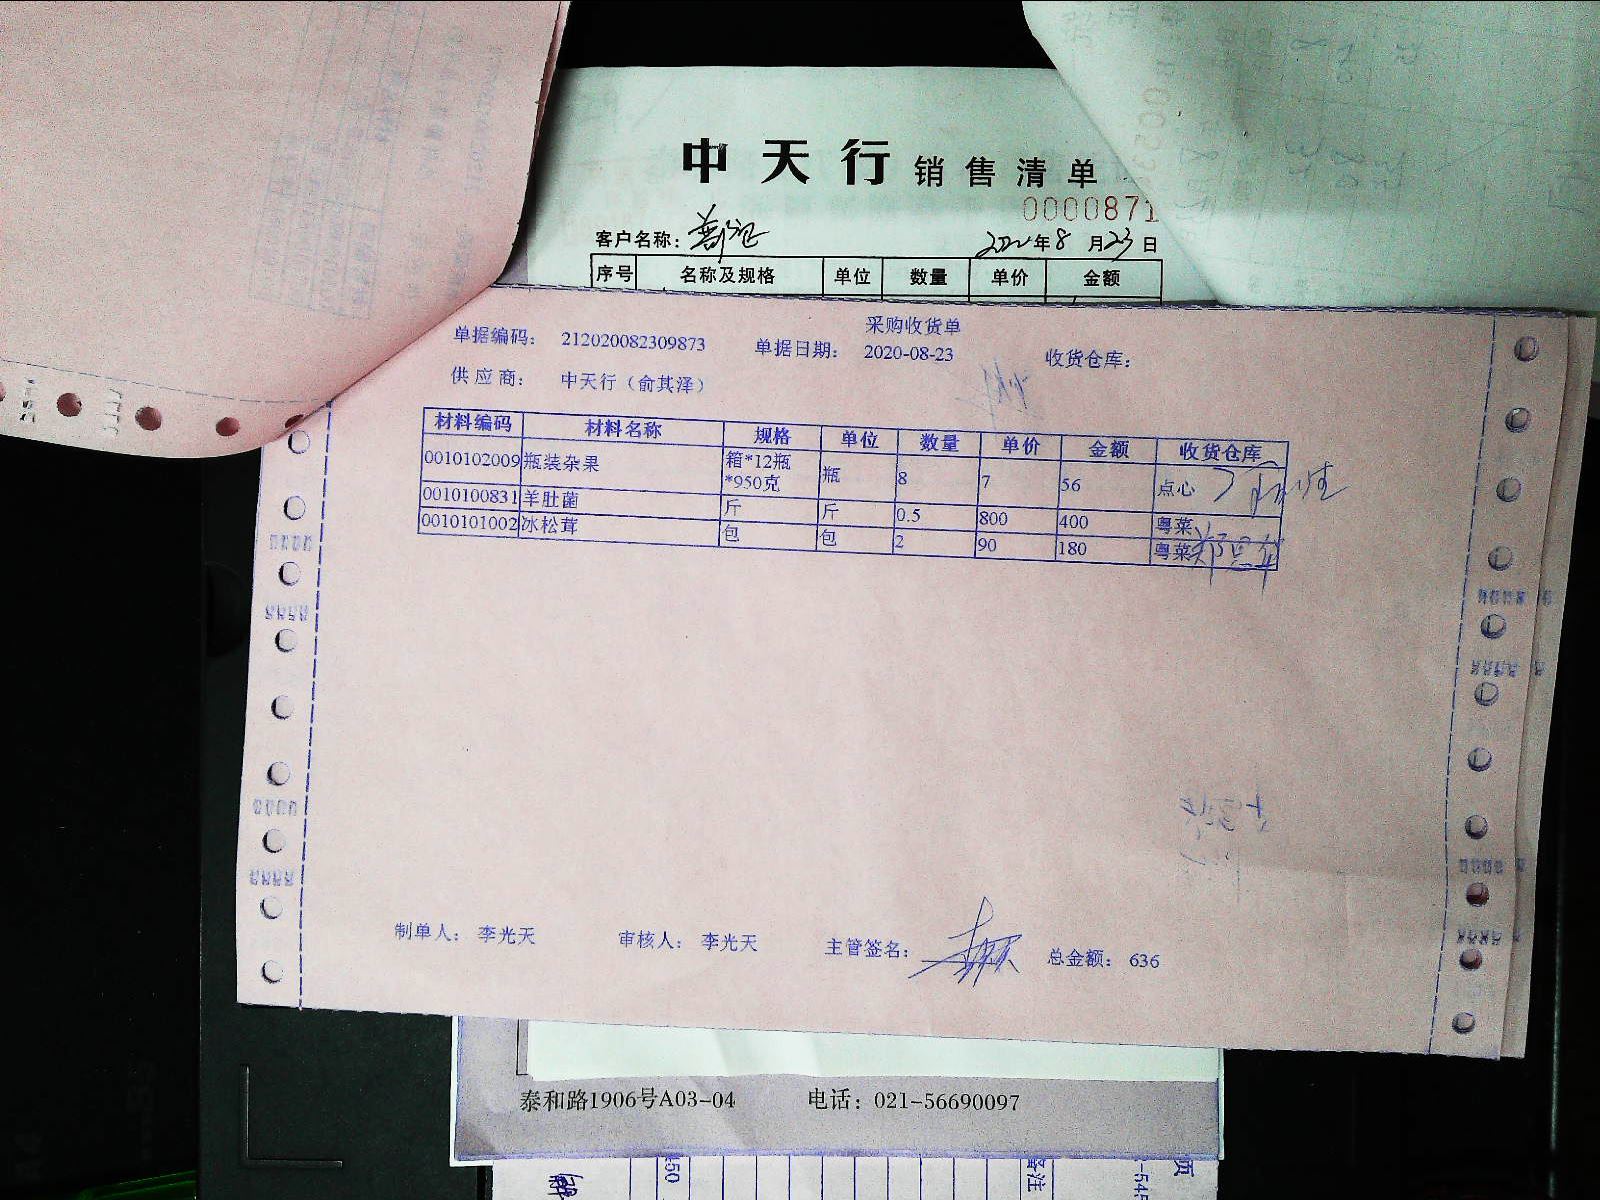 中天行 销售清单
0000871
客户名称:
年8月23日
序号 名称及规格 单位 数量 单价 金额
采购收货单
单据编码: 212020082309873 单据日期: 2020-08-23 收货仓库:
供应商: 中天行（俞其泽）
材料编码 材料名称 规格 单位 数量 单价 金额 收货仓库
0010102009 瓶装杂果 箱*12瓶*950克 瓶 8 7 56 点心
0010100831 羊肚菌 斤 斤 0.5 800 400 粤菜
0010101002 冰松茸 包 包 2 90 180 粤菜
制单人: 李光天 审核人: 李光天 主管签名: 总金额: 636
泰和路1906号A03-04 电话: 021-56690097